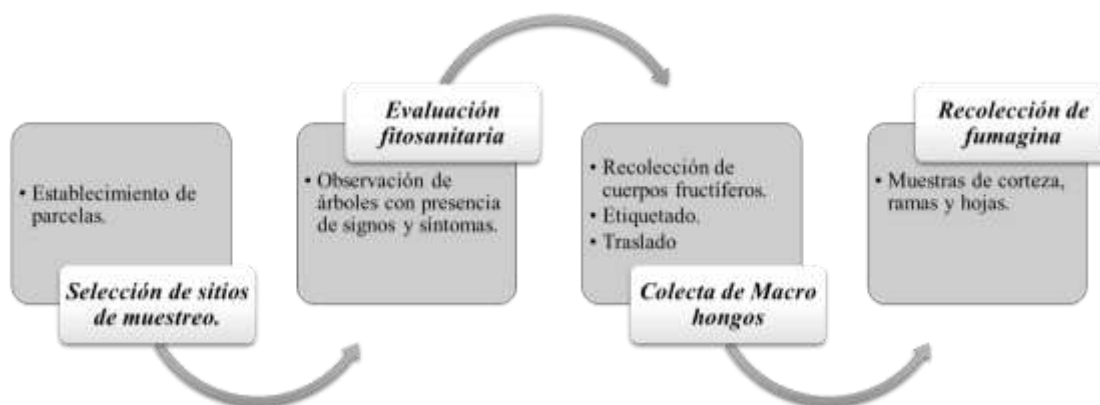 • Establecimiento de
parcelas.
Selección de sitios
de muestreo.
Evaluación
fitosanitaria
• Observación de
árboles con presencia
de signos y síntomas.
• Recolección de
cuerpos fructíferos.
• Etiquetado.
• Traslado
Colecta de Macro
hongos
Recolección de
fumagina
• Muestras de corteza,
ramas y hojas.